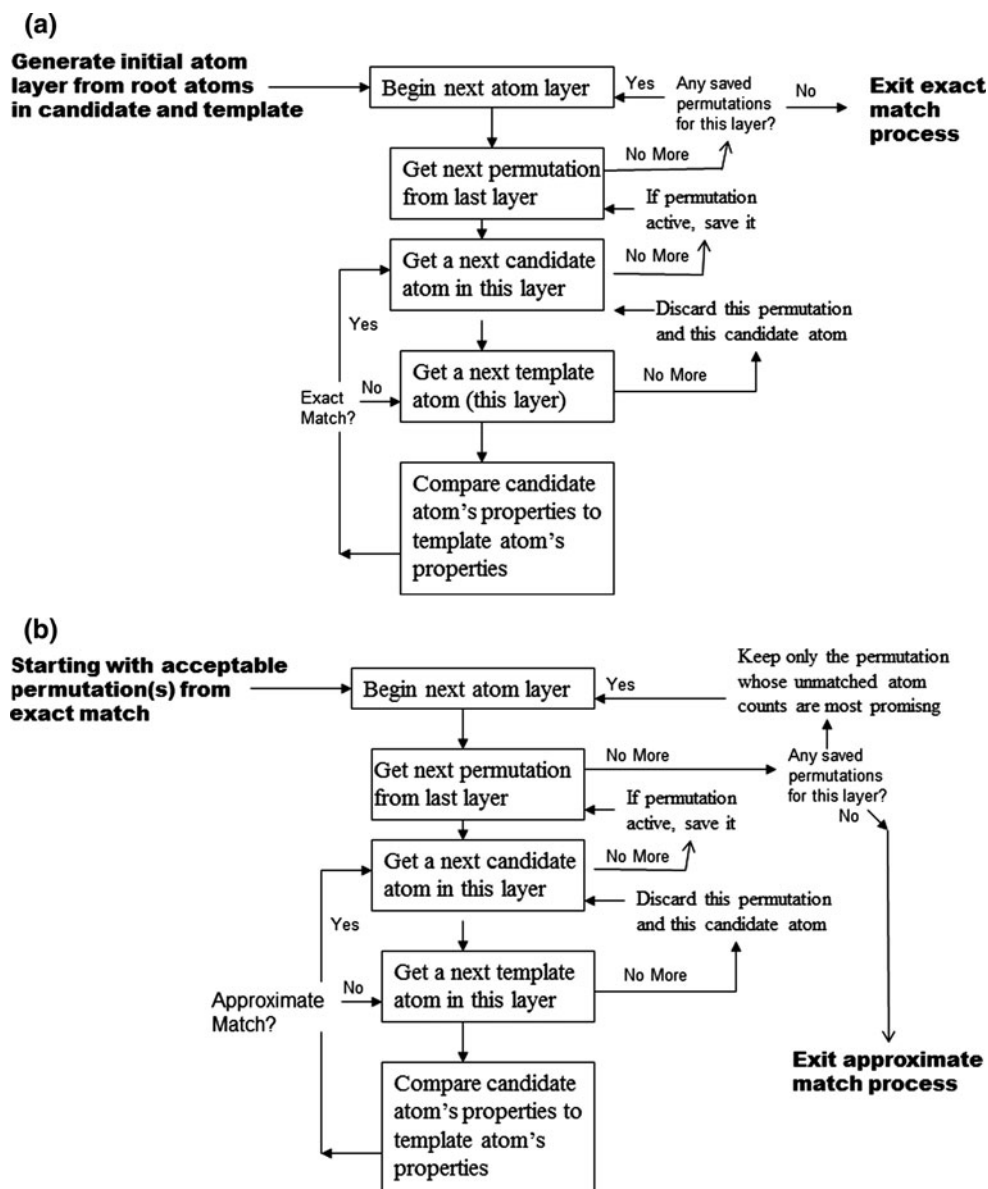 (a)
Generate initial atom
layer from root atoms
in candidate and template
Begin next atom layer
Yes
Any saved
permutations
for this layer?
No
Exit exact
match
process
Get next permutation
from last layer
No More
If permutation
active, save it
Get a next candidate
atom in this layer
No More
Discard this permutation
and this candidate atom
Yes
Get a next template
atom (this layer)
No More
No
Exact
Match?
Compare candidate
atom's properties to
template atom's
properties
(b)
Starting with acceptable
permutation(s) from
exact match
Begin next atom layer
Yes
Keep only the permutation
whose unmatched atom
counts are most promisng
Get next permutation
from last layer
No More
Any saved
permutations
for this layer?
No
If permutation
active, save it
Get a next candidate
atom in this layer
No More
Discard this permutation
and this candidate atom
Yes
Get a next template
atom in this layer
No More
No
Approximate
Match?
Exit approximate
match process
Compare candidate
atom's properties to
template atom's
properties